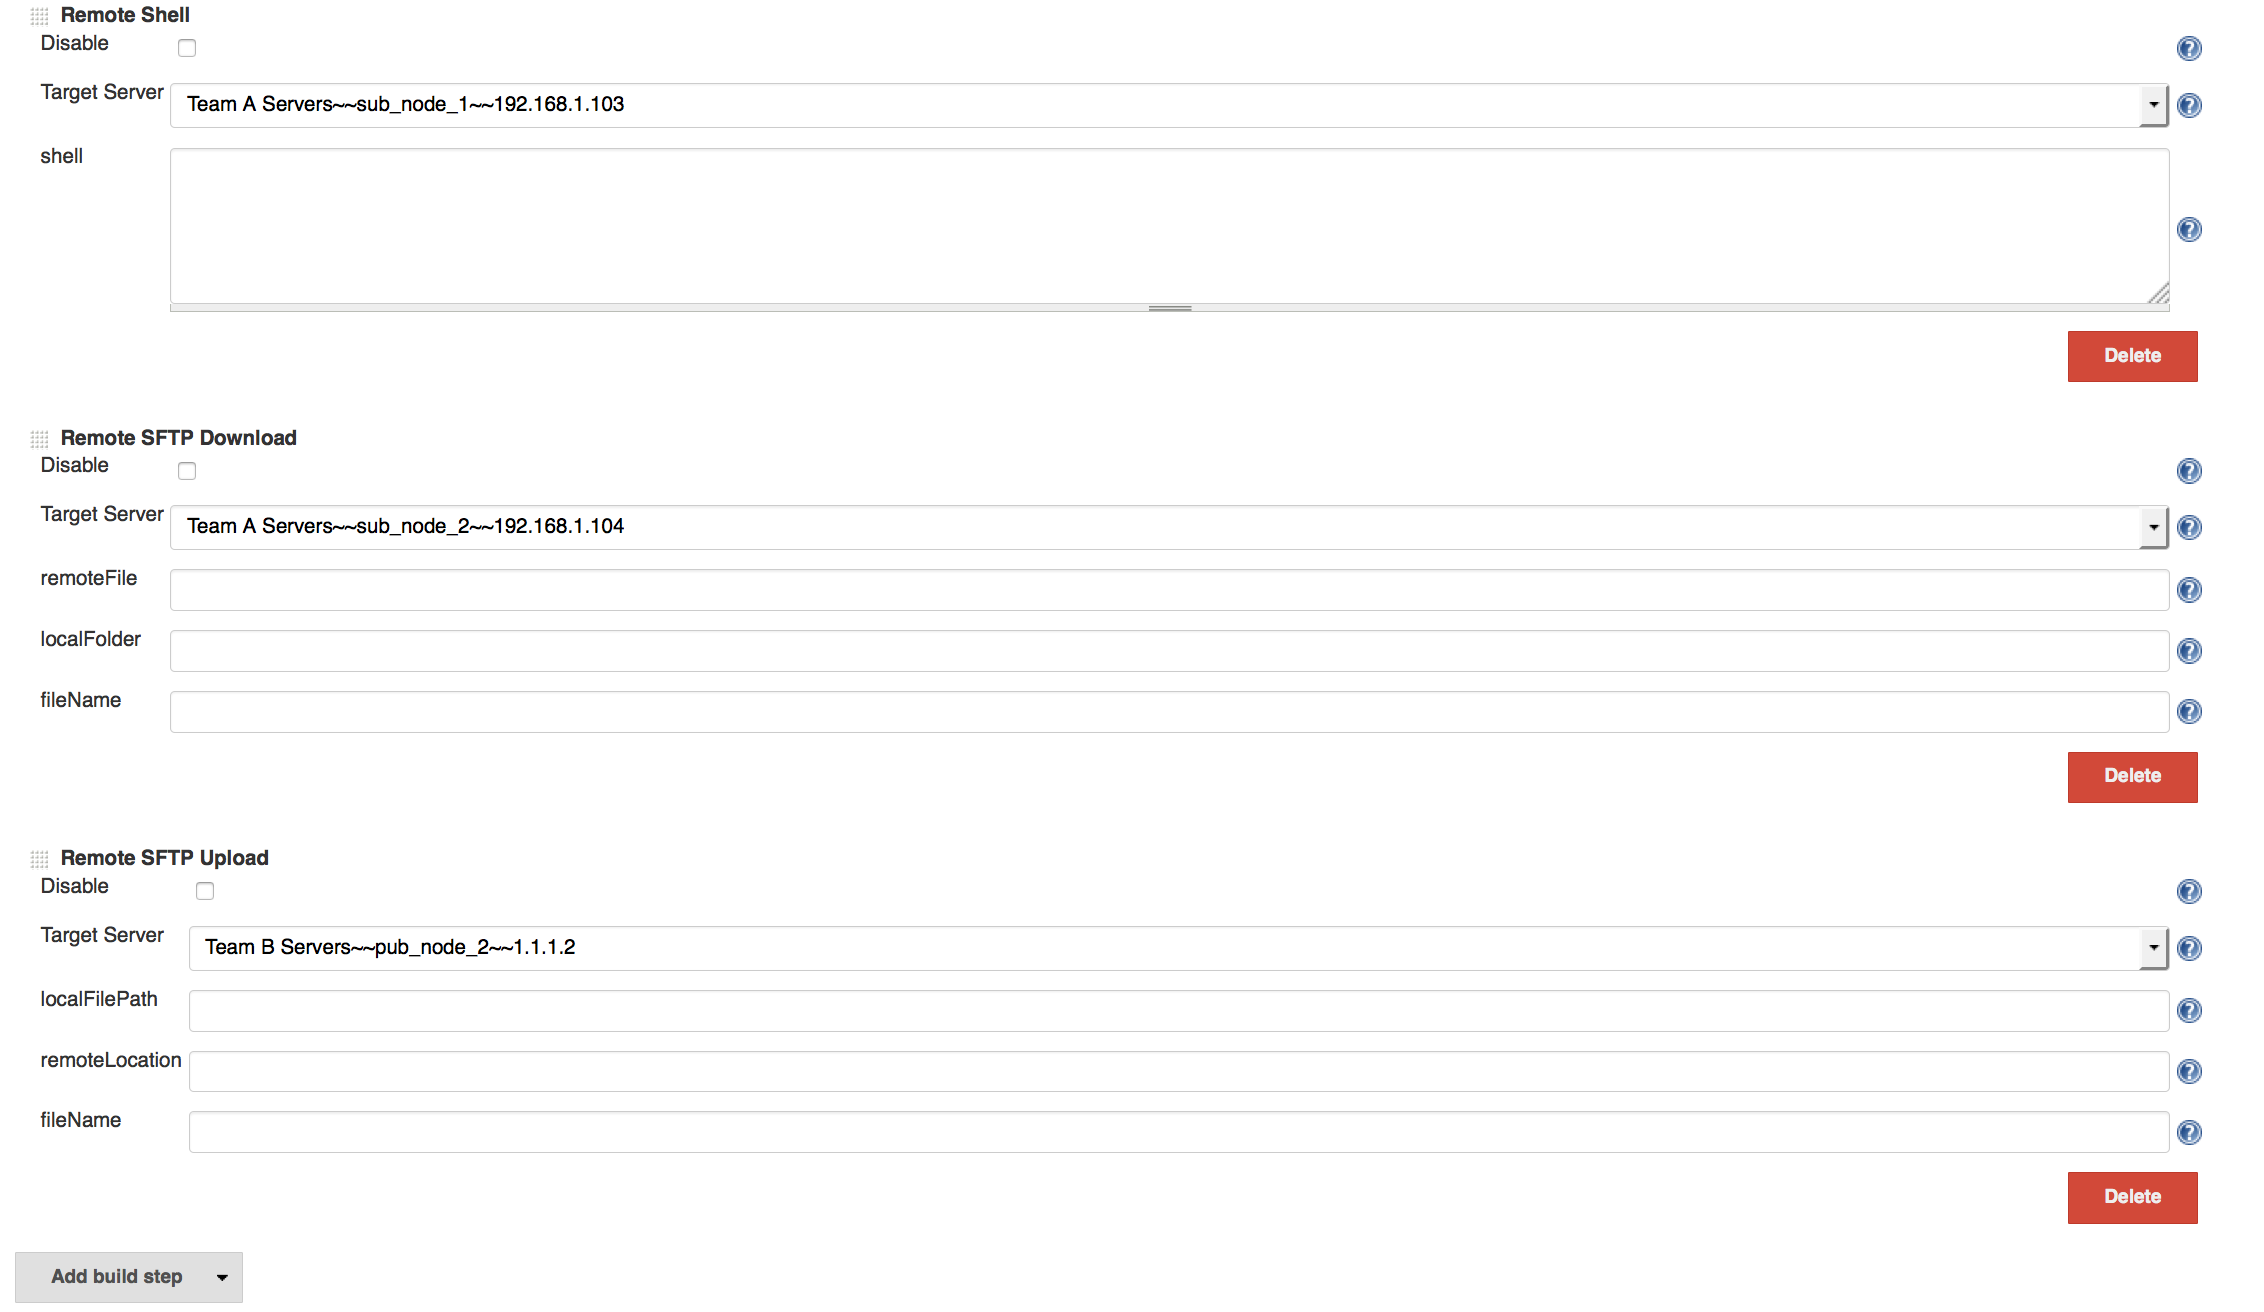 Remote Shell
Disable
Target Server Team A Servers~~sub_node_1~~192.168.1.103
shell
Delete
Remote SFTP Download
Disable
Target Server Team A Servers~~sub_node_2~~192.168.1.104
remoteFile
localFolder
fileName
Delete
Remote SFTP Upload
Disable
Target Server Team B Servers~~pub_node_2~~1.1.1.2
localFilePath
remoteLocation
fileName
Delete
Add build step